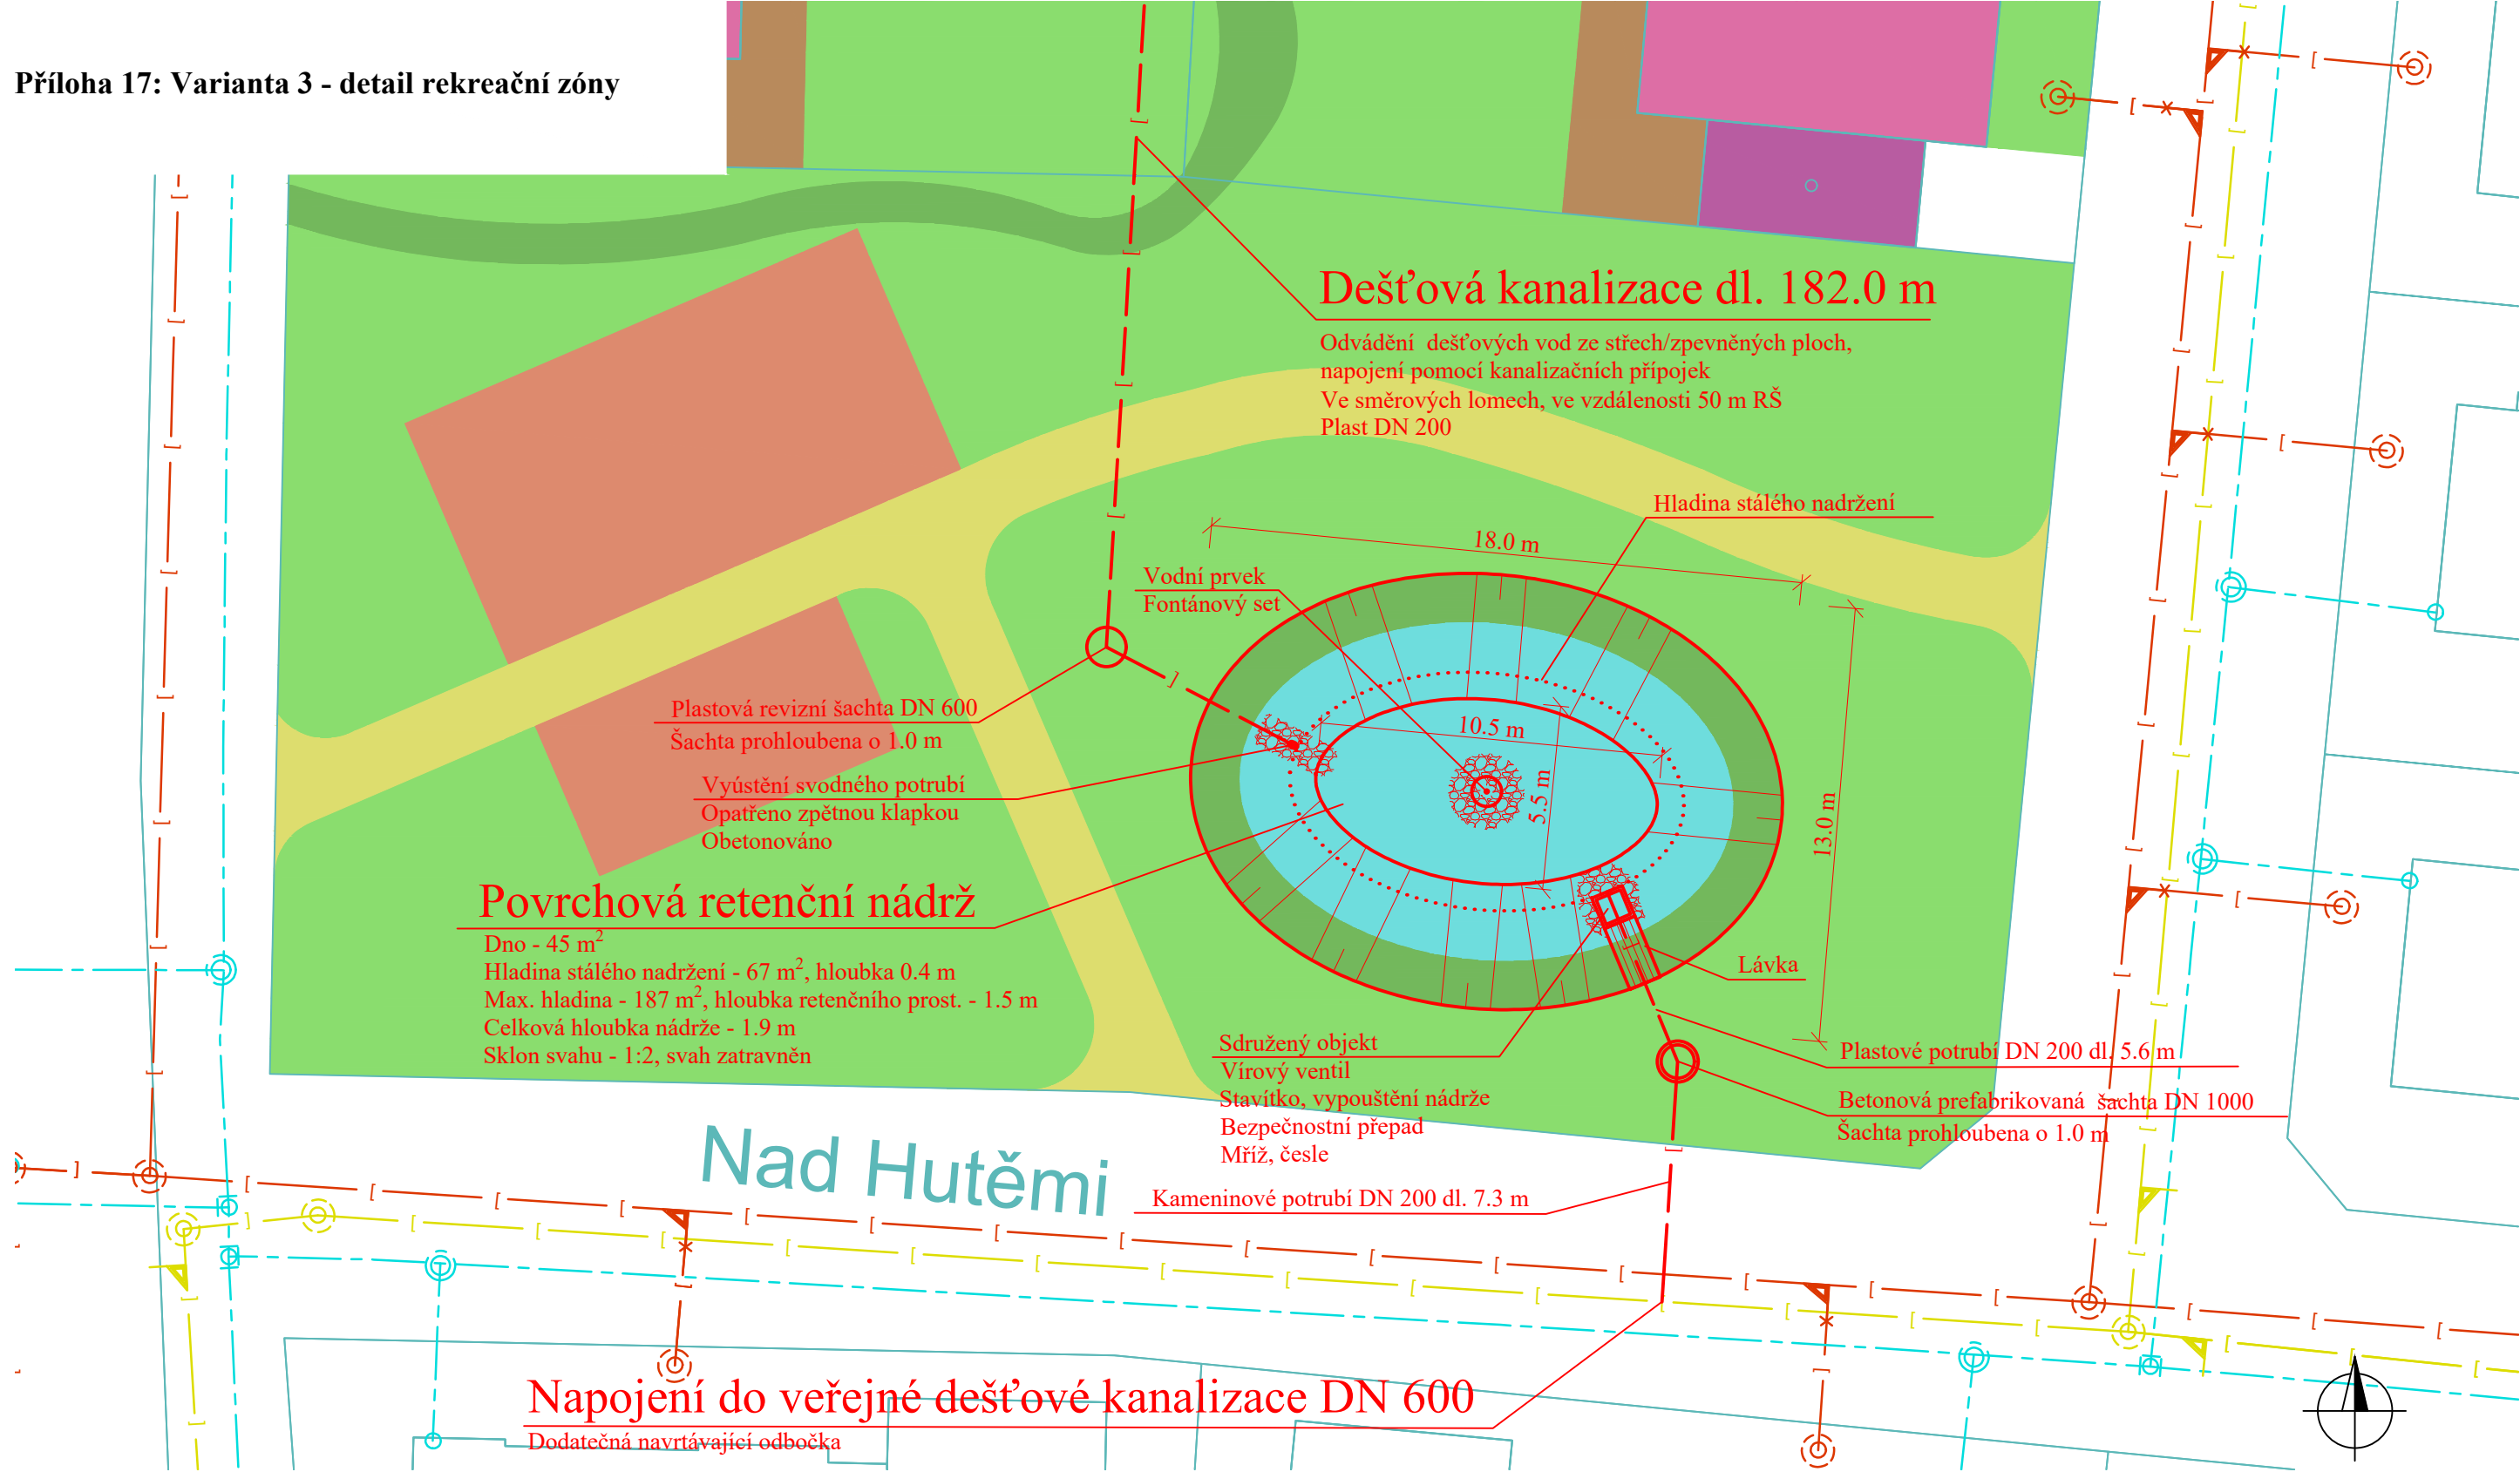 Příloha 17: Varianta 3 - detail rekreační zóny
Dešťová kanalizace dl. 182.0 m
Odvádění dešťových vod ze střech/zpevněných ploch,
napojení pomocí kanalizačních přípojek
Ve směrových lomech, ve vzdálenosti 50 m RŠ
Plast DN 200
Hladina stálého nadržení
18.0 m
Vodní prvek
Fontánový set
Plastová revizní šachta DN 600
Šachta prohloubena o 1.0 m
10.5 m
5.5 m
13.0 m
Vyústění svodného potrubí
Opatřeno zpětnou klapkou
Obetonováno
Povrchová retenční nádrž
Dno - 45 m²
Hladina stálého nadržení - 67 m², hloubka 0.4 m
Max. hladina - 187 m², hloubka retenčního prost. - 1.5 m
Celková hloubka nádrže - 1.9 m
Sklon svahu - 1:2, svah zatravněn
Lávka
Sdružený objekt
Vírový ventil
Stavítko, vypouštění nádrže
Bezpečnostní přepad
Mříž, česle
Plastové potrubí DN 200 dl. 5.6 m
Betonová prefabrikovaná šachta DN 1000
Šachta prohloubena o 1.0 m
Nad Hutěmi
Kameninové potrubí DN 200 dl. 7.3 m
Napojení do veřejné dešťové kanalizace DN 600
Dodatečná navrtávající odbočka